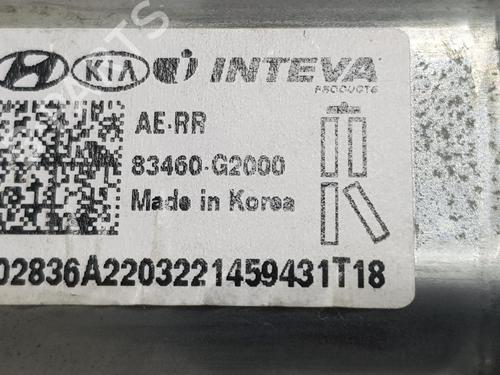 KIA INTEVA
PRODUCTS
AE-RR
83460-G2000
Made in Korea
02836A2203221459431T18